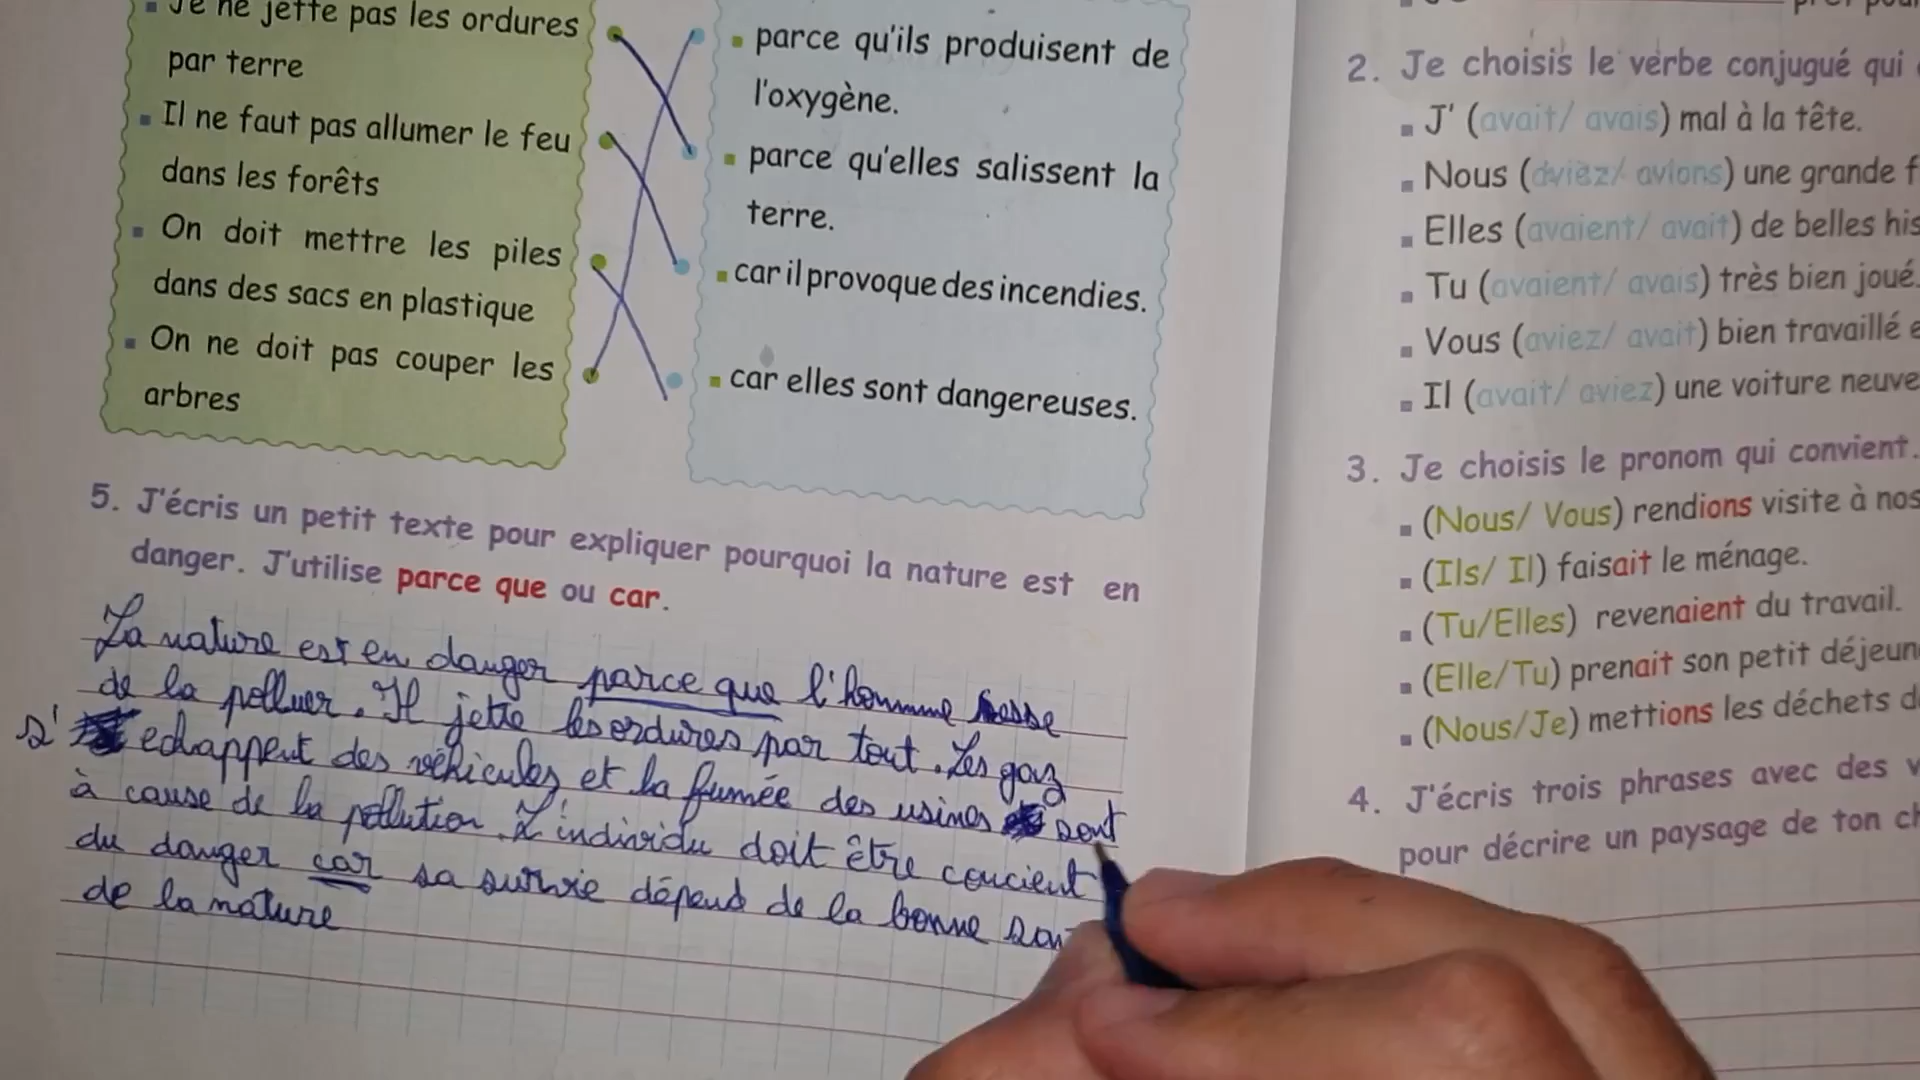 Je ne jette pas les ordures
par terre
Il ne faut pas allumer le feu
dans les forêts
On doit mettre les piles
dans des sacs en plastique
On ne doit pas couper les
arbres
parce qu'ils produisent de
l'oxygène.
parce qu'elles salissent la
terre.
car il provoque des incendies.
car elles sont dangereuses.
5. J'écris un petit texte pour expliquer pourquoi la nature est en
danger. J'utilise parce que ou car.
La nature est en danger parce que l'homme
de la polluer. Il jette les ordures par tout. Les gaz
s' echappent des véhicules et la fumée des usines sont
à cause de la pollution. L'individu doit être concient
du danger car sa survie dépend de la bonne
de la nature
2. Je choisis le verbe conjugué qui
J' (avait/ avais) mal à la tête.
Nous (aviez/ avions) une grande f
Elles (avaient/ avait) de belles his
Tu (avaient/ avais) très bien joué.
Vous (aviez/ avait) bien travaillé e
Il (avait/ aviez) une voiture neuve
3. Je choisis le pronom qui convient.
(Nous/ Vous) rendions visite à nos
(Ils/ Il) faisait le ménage.
(Tu/Elles) revenaient du travail.
(Elle/Tu) prenait son petit déjeun
(Nous/Je) mettions les déchets d
4. J'écris trois phrases avec des v
pour décrire un paysage de ton ch